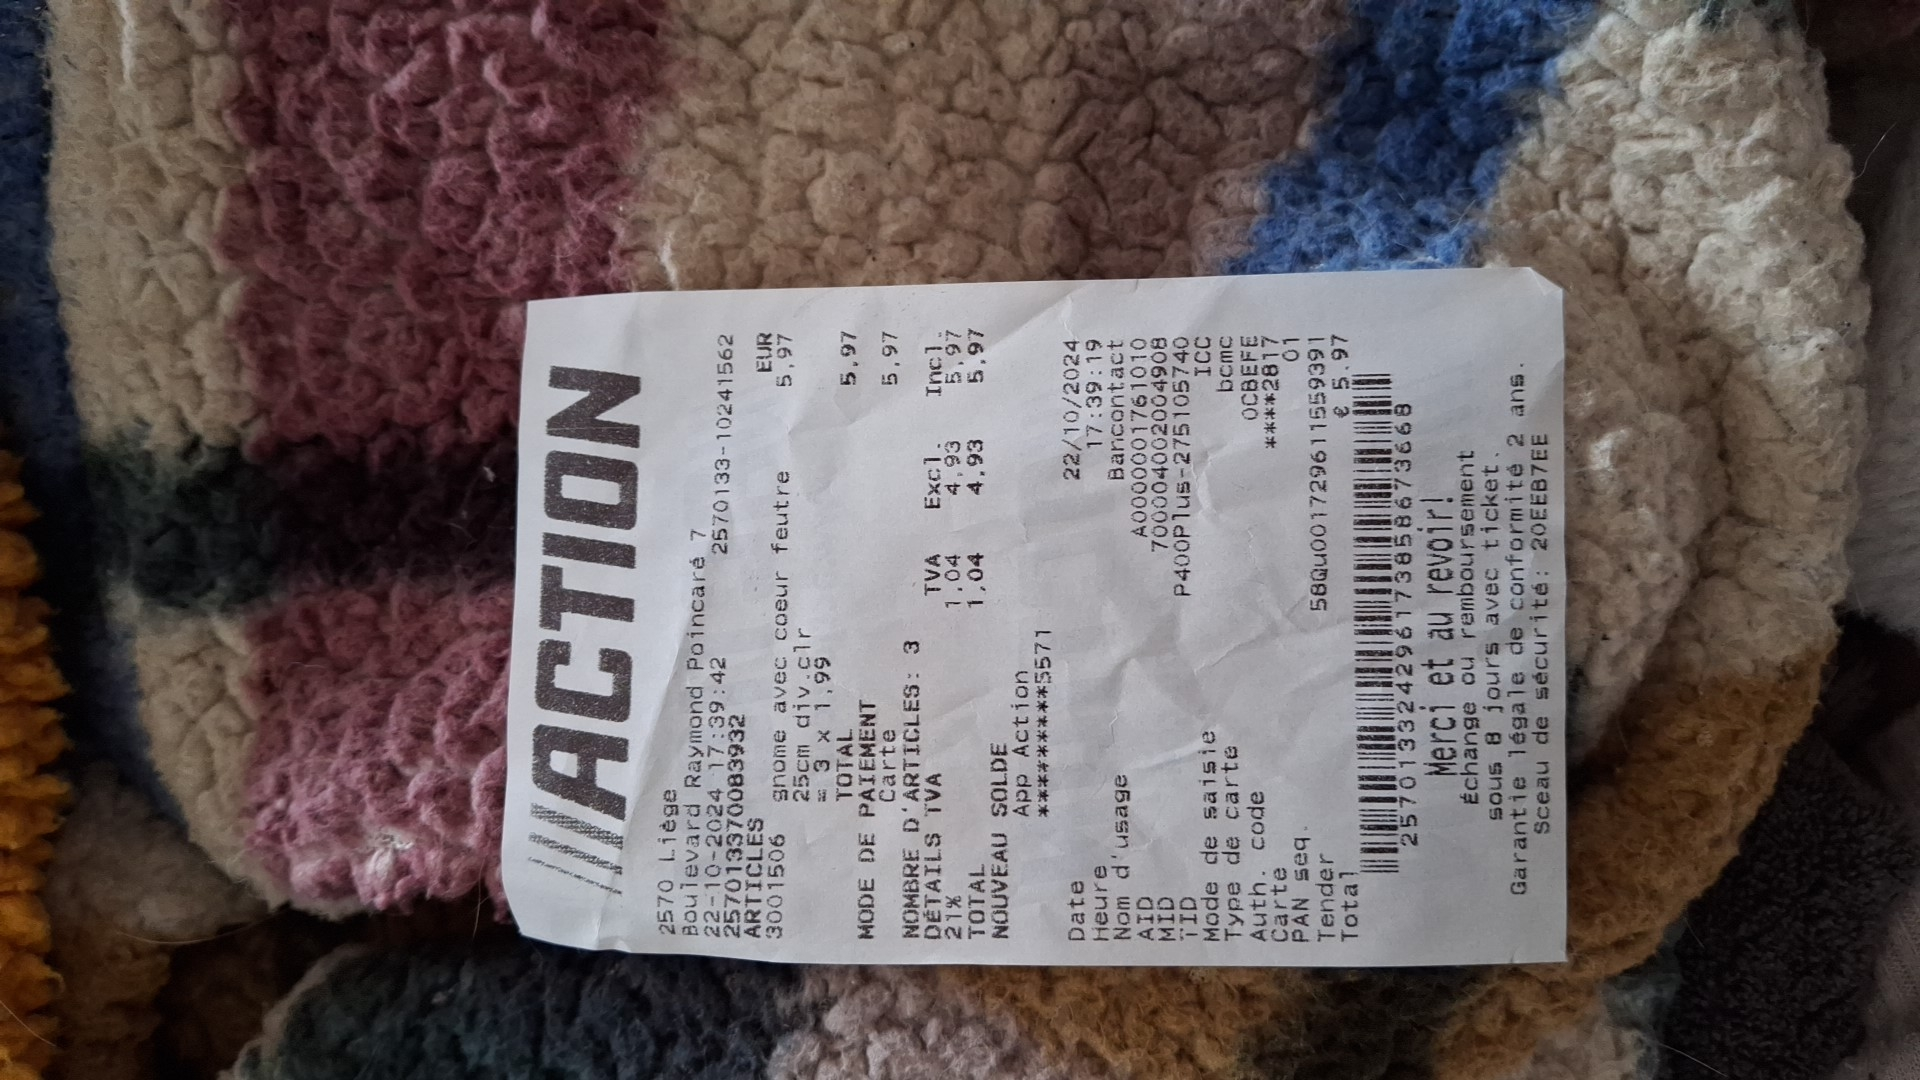 ACTION
2570 Liège
Boulevard Raymond Poincaré 7
22-10-2024 17:39:42 2570133-10241562
2570133700083932
ARTICLES EUR
3001506 gnome avec coeur feutre 5,97
25cm div.clr
= 3 x 1,99
TOTAL 5,97
MODE DE PAIEMENT
Carte 5,97
NOMBRE D'ARTICLES: 3
DÉTAILS TVA TVA Excl. Incl.
21% 1,04 4,93 5,97
TOTAL 1,04 4,93 5,97
NOUVEAU SOLDE
App Action
************5571
Date 22/10/2024
Heure 17:39:19
Nom d'usage Bancontact
AID A0000001761010
MID 700004002004908
TID P400Plus-275105740
Mode de saisie ICC
Type de carte bcmc
Auth. code 0CBEFE
Carte ****2817
PAN seq. 01
Tender 58Qu001729611559391
Total € 5.97
2570133242961738586773668
Merci et au revoir!
Échange ou remboursement
sous 8 jours avec ticket.
Garantie légale de conformité 2 ans.
Sceau de sécurité: 20EEB7EE